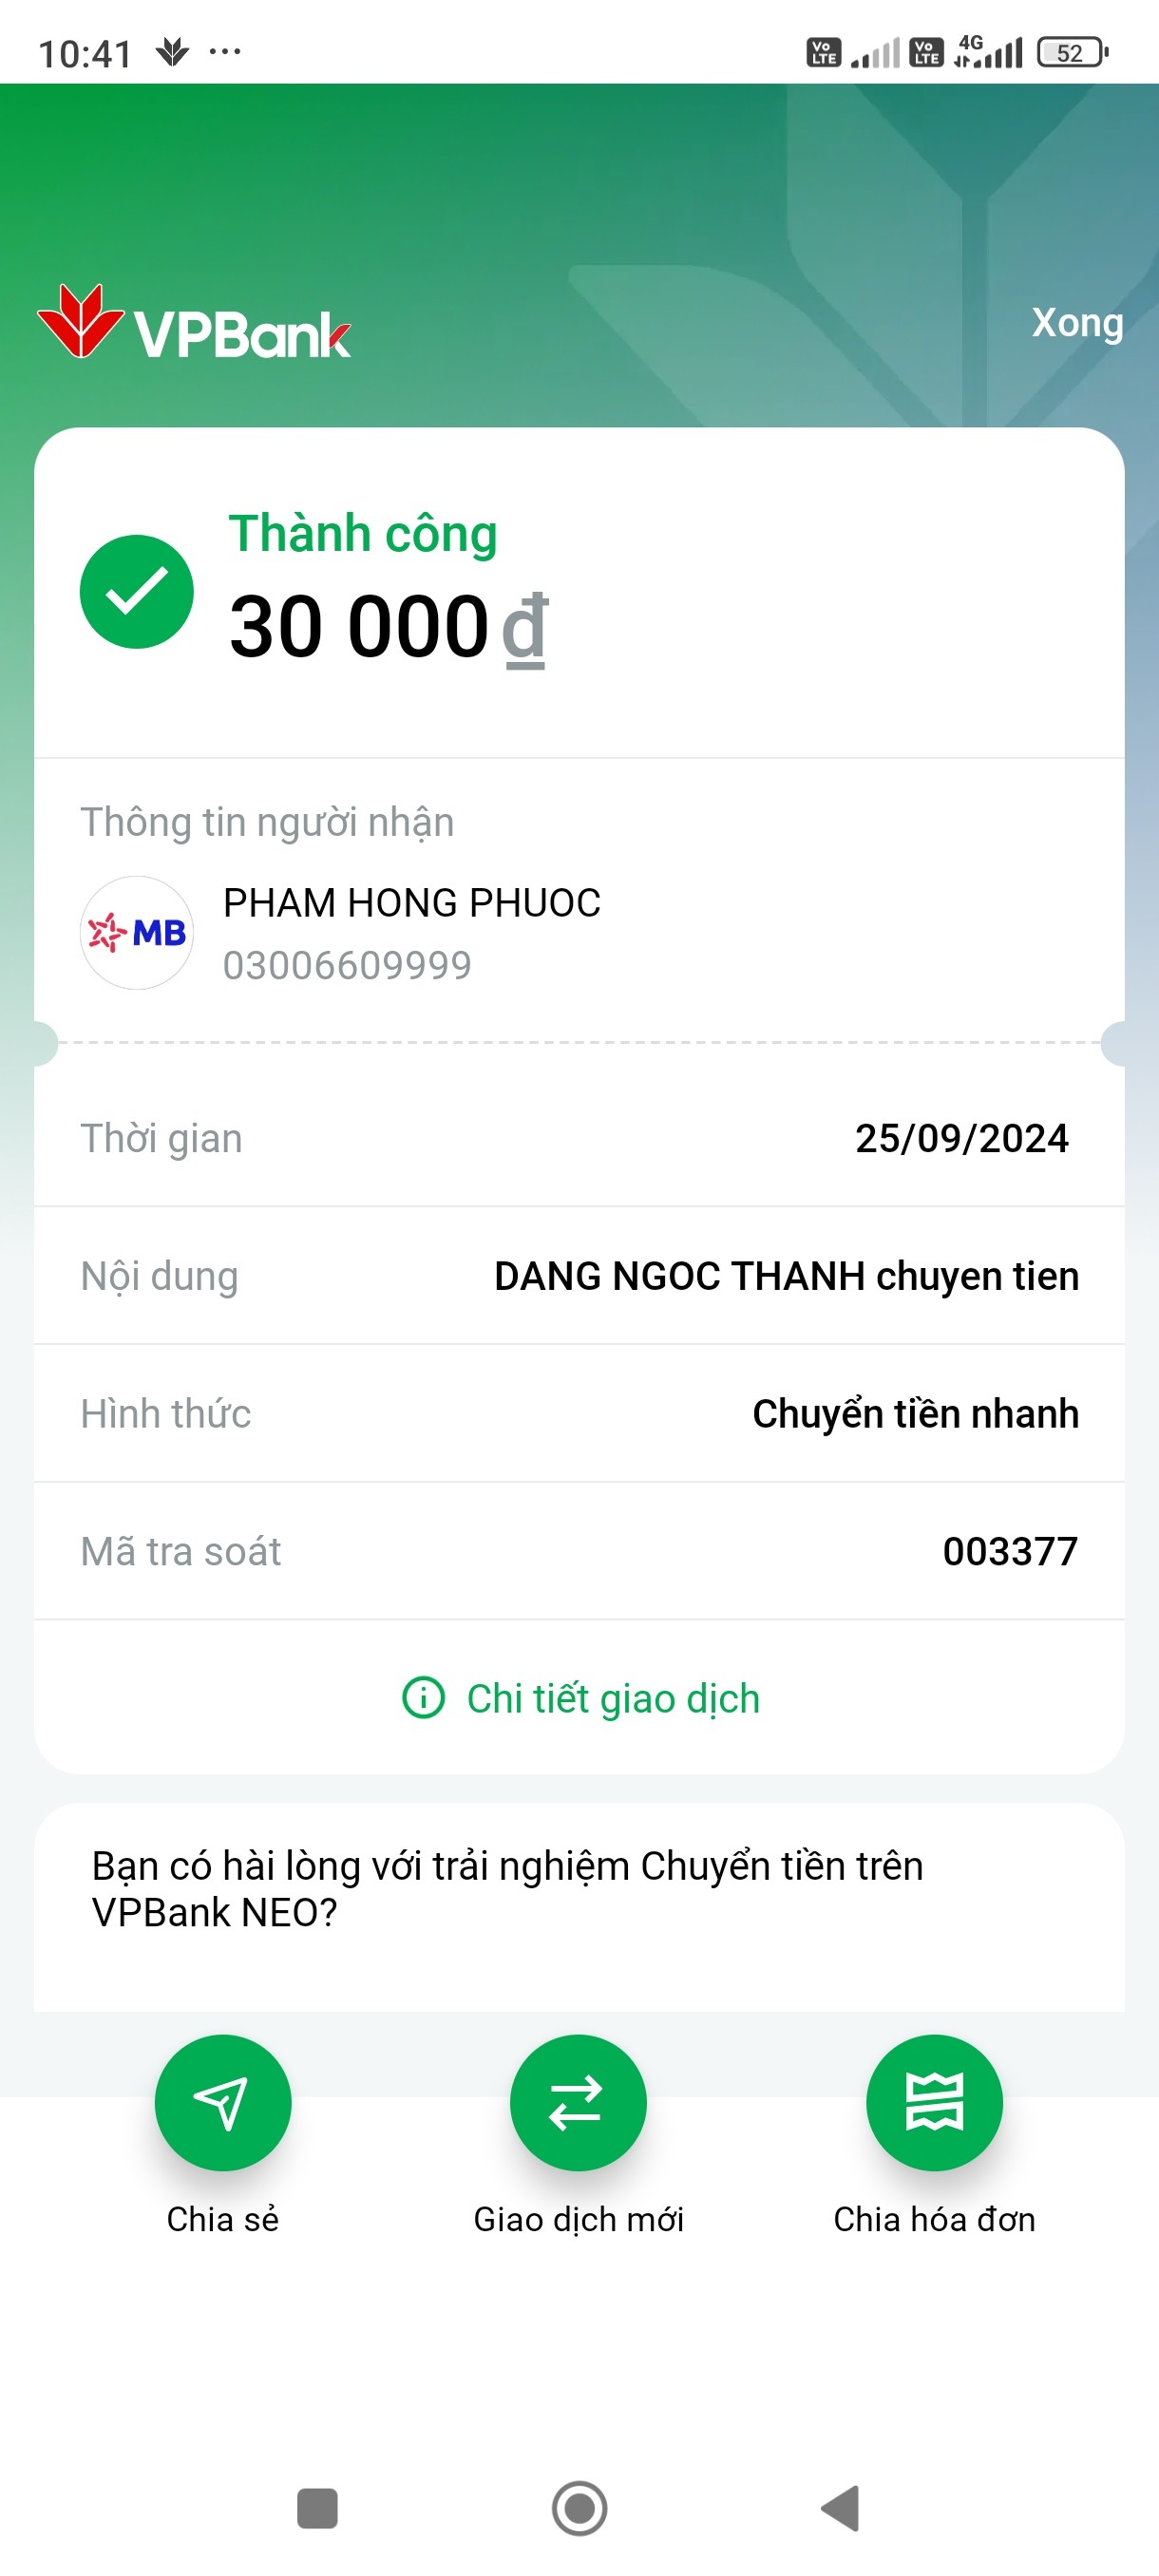 10:41
Vo LTE Vo LTE 4G 52
VPBank
Xong
Thành công
30 000 đ
Thông tin người nhận
MB
PHAM HONG PHUOC
03006609999
Thời gian 25/09/2024
Nội dung DANG NGOC THANH chuyen tien
Hình thức Chuyển tiền nhanh
Mã tra soát 003377
Chi tiết giao dịch
Bạn có hài lòng với trải nghiệm Chuyển tiền trên
VPBank NEO?
Chia sẻ Giao dịch mới Chia hóa đơn